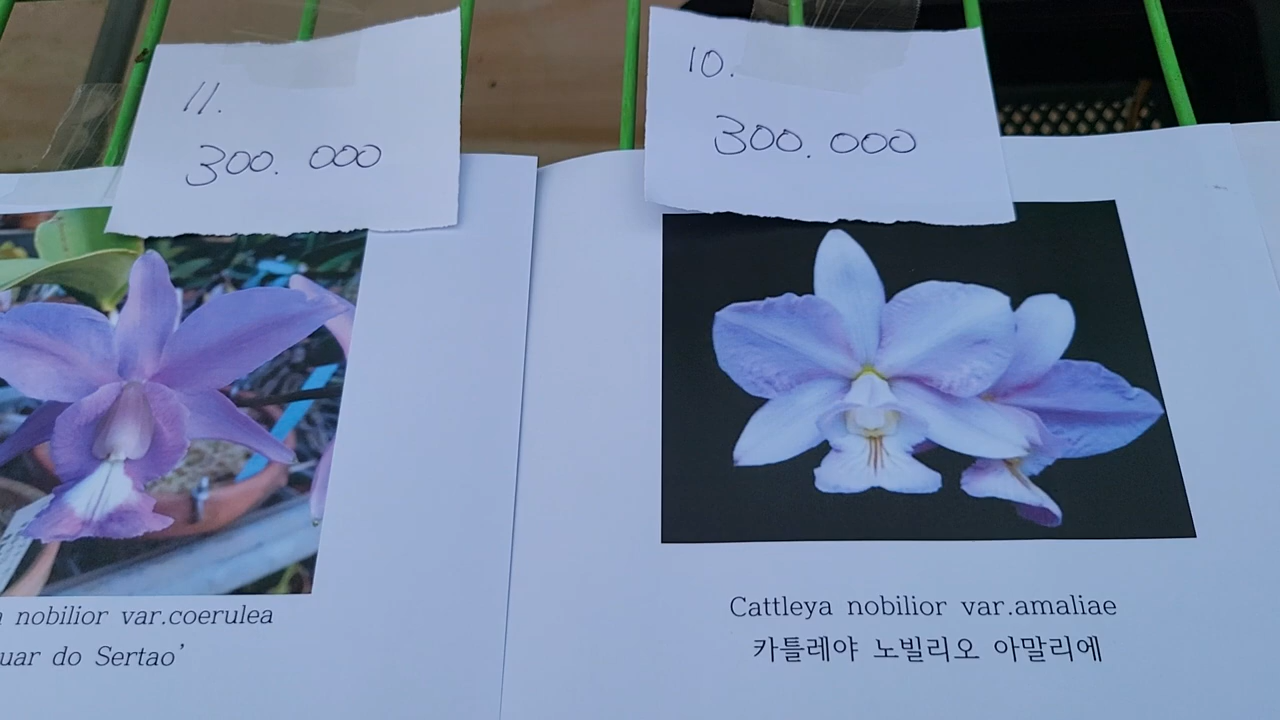 11.
300. 000
nobilior var.coerulea
do Sertao'
10.
300. 000
Cattleya nobilior var.amaliae
카틀레야 노빌리오 아말리에